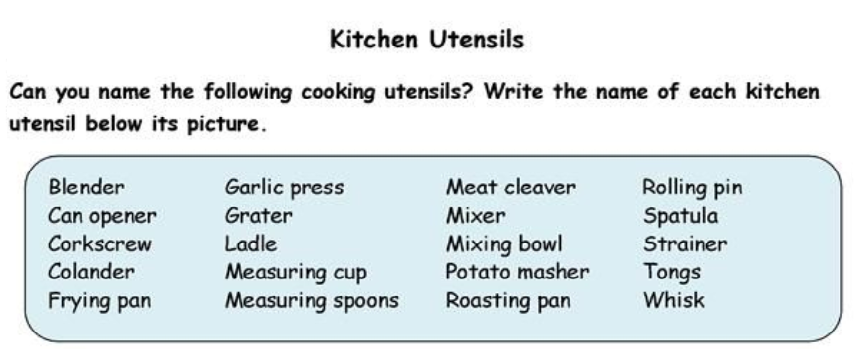 Kitchen Utensils
Can you name the following cooking utensils? Write the name of each kitchen
utensil below its picture.
Blender Garlic press Meat cleaver Rolling pin
Can opener Grater Mixer Spatula
Corkscrew Ladle Mixing bowl Strainer
Colander Measuring cup Potato masher Tongs
Frying pan Measuring spoons Roasting pan Whisk